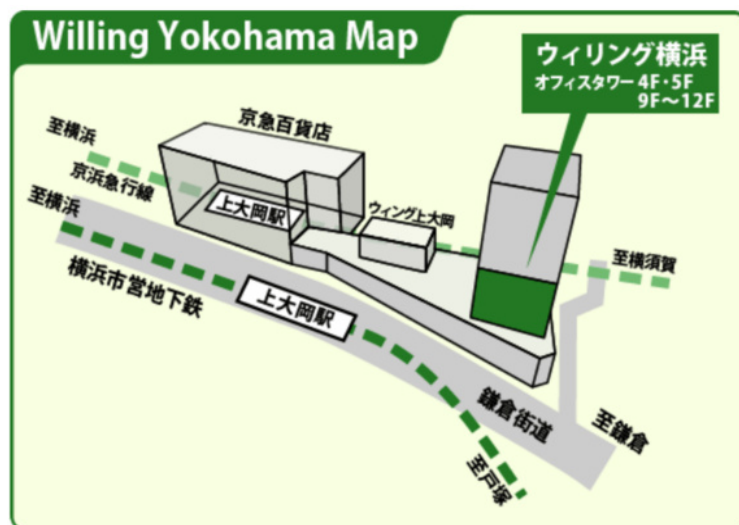 Willing Yokohama Map
ウィリング横浜
オフィスタワー 4F・5F
9F〜12F
京急百貨店
至横浜
京浜急行線
上大岡駅
ウィング上大岡
至横須賀
至横浜
横浜市営地下鉄
上大岡駅
鎌倉街道
至鎌倉
至戸塚